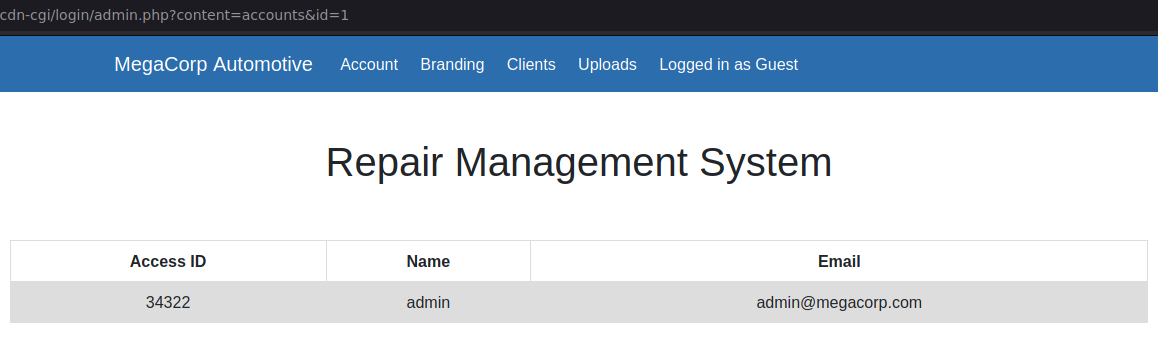 cdn-cgi/login/admin.php?content=accounts&id=1
MegaCorp Automotive Account Branding Clients Uploads Logged in as Guest
Repair Management System
Access ID Name Email
34322 admin admin@megacorp.com